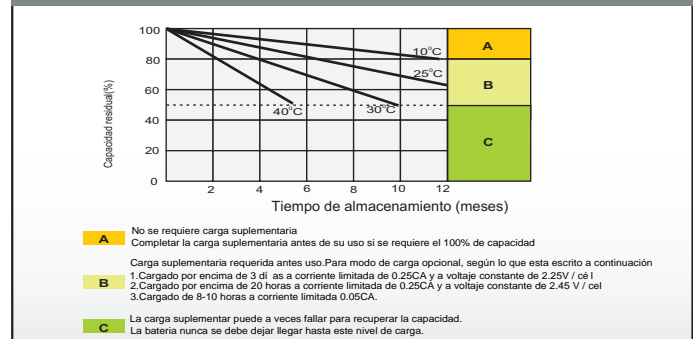 100
80
60
40
20
0
Capacidad residual(%)
10°C
25°C
30°C
40°C
A
B
C
2 4 6 8 10 12
Tiempo de almacenamiento (meses)
A
No se requiere carga suplementaria
Completar la carga suplementaria antes de su uso si se requiere el 100% de capacidad
Carga suplementaria requerida antes uso.Para modo de carga opcional, según lo que esta escrito a continuación
B
1.Cargado por encima de 3 dí as a corriente limitada de 0.25CA y a voltaje constante de 2.25V / cé l
2.Cargado por encima de 20 horas a corriente limitada de 0.25CA y a voltaje constante de 2.45 V / cel
3.Cargado de 8-10 horas a corriente limitada 0.05CA.
C
La carga suplementar puede a veces fallar para recuperar la capacidad.
La bateria nunca se debe dejar llegar hasta este nivel de carga.